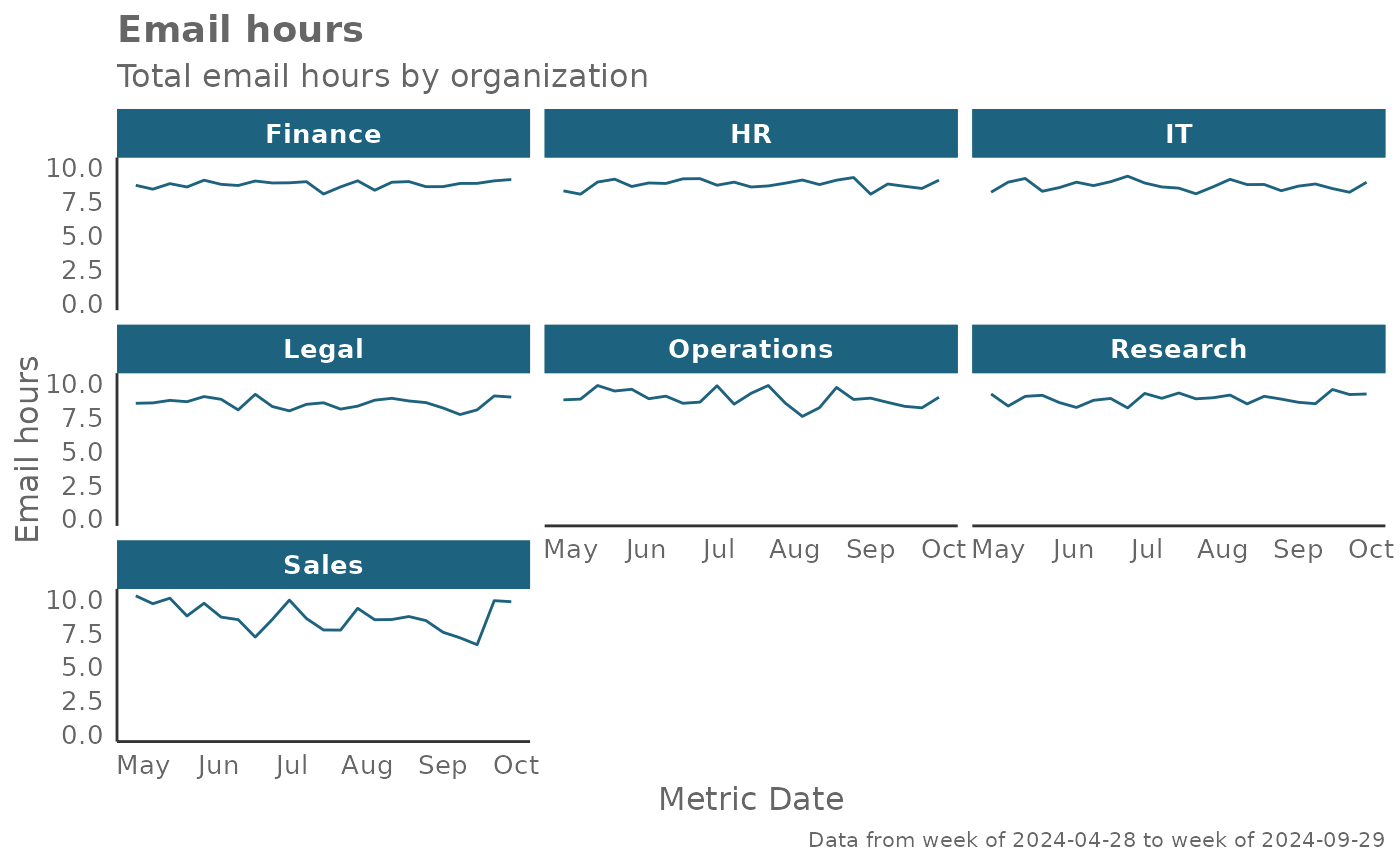 Email hours
Total email hours by organization
Finance
HR
IT
10.0
7.5
5.0
2.5
0.0
Legal
Operations
Research
10.0
7.5
5.0
2.5
0.0
Email hours
May Jun Jul Aug Sep Oct
May Jun Jul Aug Sep Oct
Sales
10.0
7.5
5.0
2.5
0.0
May Jun Jul Aug Sep Oct
Metric Date
Data from week of 2024-04-28 to week of 2024-09-29